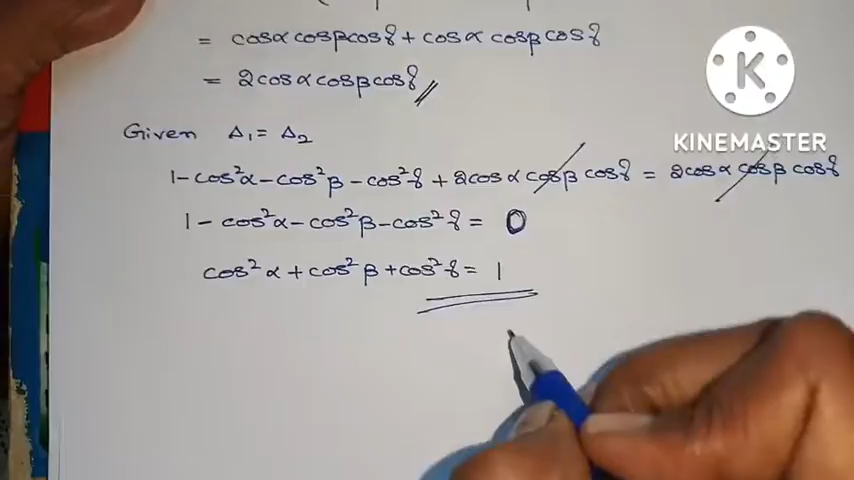 = cosα cosβ cosγ + cosα cosβ cosγ
= 2cosα cosβ cosγ //
Given Δ₁ = Δ₂
1-cos²α-cos²β-cos²γ + 2cosα cosβ cosγ = 2cosα cosβ cosγ
1-cos²α-cos²β-cos²γ = 0
cos²α+cos²β+cos²γ = 1
K
KINEMASTER